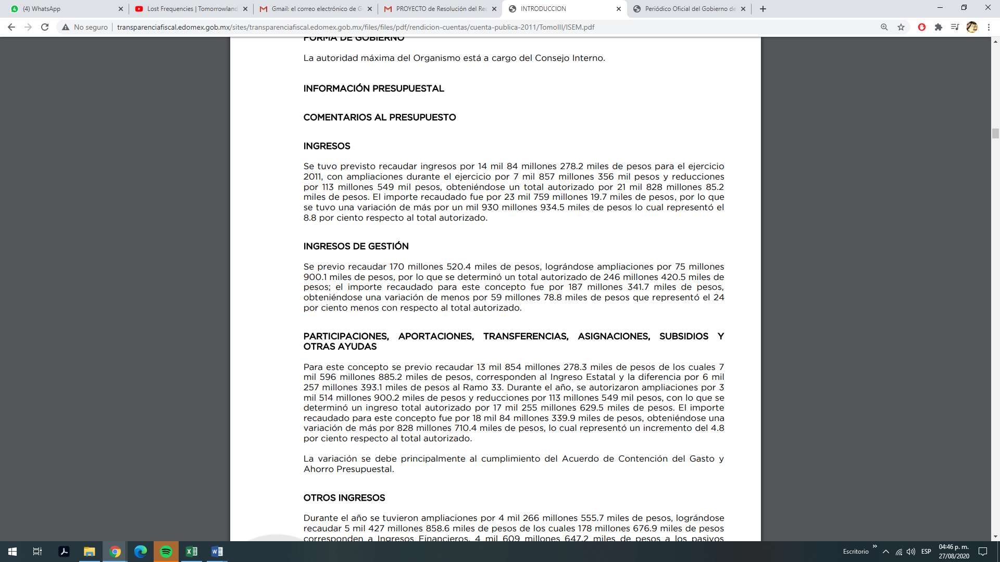 (4) WhatsApp
Lost Frequencies | Tomorrowland
Gmail: el correo electrónico de G
PROYECTO de Resolución del Rec
INTRODUCCION
Periódico Oficial del Gobierno de
No seguro
transparenciafiscal.edomex.gob.mx/sites/transparenciafiscal.edomex.gob.mx/files/files/pdf/rendicion-cuentas/cuenta-publica-2011/TomoIII/ISEM.pdf
FORMA DE GOBIERNO
La autoridad máxima del Organismo está a cargo del Consejo Interno.
INFORMACIÓN PRESUPUESTAL
COMENTARIOS AL PRESUPUESTO
INGRESOS
Se tuvo previsto recaudar ingresos por 14 mil 84 millones 278.2 miles de pesos para el ejercicio
2011, con ampliaciones durante el ejercicio por 7 mil 857 millones 356 mil pesos y reducciones
por 113 millones 549 mil pesos, obteniéndose un total autorizado por 21 mil 828 millones 85.2
miles de pesos. El importe recaudado fue por 23 mil 759 millones 19.7 miles de pesos, por lo que
se tuvo una variación de más por un mil 930 millones 934.5 miles de pesos lo cual representó el
8.8 por ciento respecto al total autorizado.
INGRESOS DE GESTIÓN
Se previo recaudar 170 millones 520.4 miles de pesos, lográndose ampliaciones por 75 millones
900.1 miles de pesos, por lo que se determinó un total autorizado de 246 millones 420.5 miles de
pesos; el importe recaudado para este concepto fue por 187 millones 341.7 miles de pesos,
obteniéndose una variación de menos por 59 millones 78.8 miles de pesos que representó el 24
por ciento menos con respecto al total autorizado.
PARTICIPACIONES, APORTACIONES, TRANSFERENCIAS, ASIGNACIONES, SUBSIDIOS Y
OTRAS AYUDAS
Para este concepto se previo recaudar 13 mil 854 millones 278.3 miles de pesos de los cuales 7
mil 596 millones 885.2 miles de pesos, corresponden al Ingreso Estatal y la diferencia por 6 mil
257 millones 393.1 miles de pesos al Ramo 33. Durante el año, se autorizaron ampliaciones por 3
mil 514 millones 900.2 miles de pesos y reducciones por 113 millones 549 mil pesos, con lo que se
determinó un ingreso total autorizado por 17 mil 255 millones 629.5 miles de pesos. El importe
recaudado para este concepto fue por 18 mil 84 millones 339.9 miles de pesos, obteniéndose una
variación de más por 828 millones 710.4 miles de pesos, lo cual representó un incremento del 4.8
por ciento respecto al total autorizado.
La variación se debe principalmente al cumplimiento del Acuerdo de Contención del Gasto y
Ahorro Presupuestal.
OTROS INGRESOS
Durante el año se tuvieron ampliaciones por 4 mil 266 millones 555.7 miles de pesos, lográndose
recaudar 5 mil 427 millones 858.6 miles de pesos de los cuales 178 millones 676.9 miles de pesos
corresponden a Ingresos Financieros, 4 mil 609 millones 647.2 miles de pesos a los pasivos
Escritorio
ESP
04:46 p. m.
27/08/2020